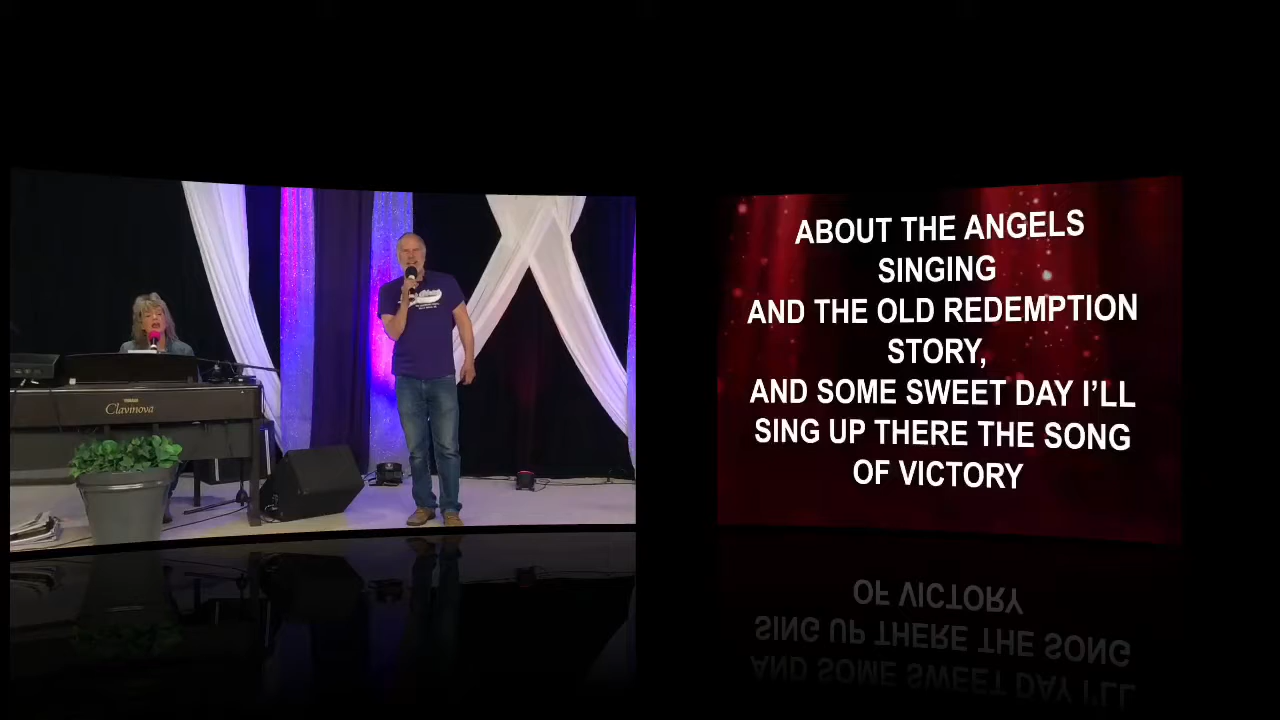 ABOUT THE ANGELS
SINGING
AND THE OLD REDEMPTION
STORY,
AND SOME SWEET DAY I’LL
SING UP THERE THE SONG
OF VICTORY
YAMAHA
Clavinova